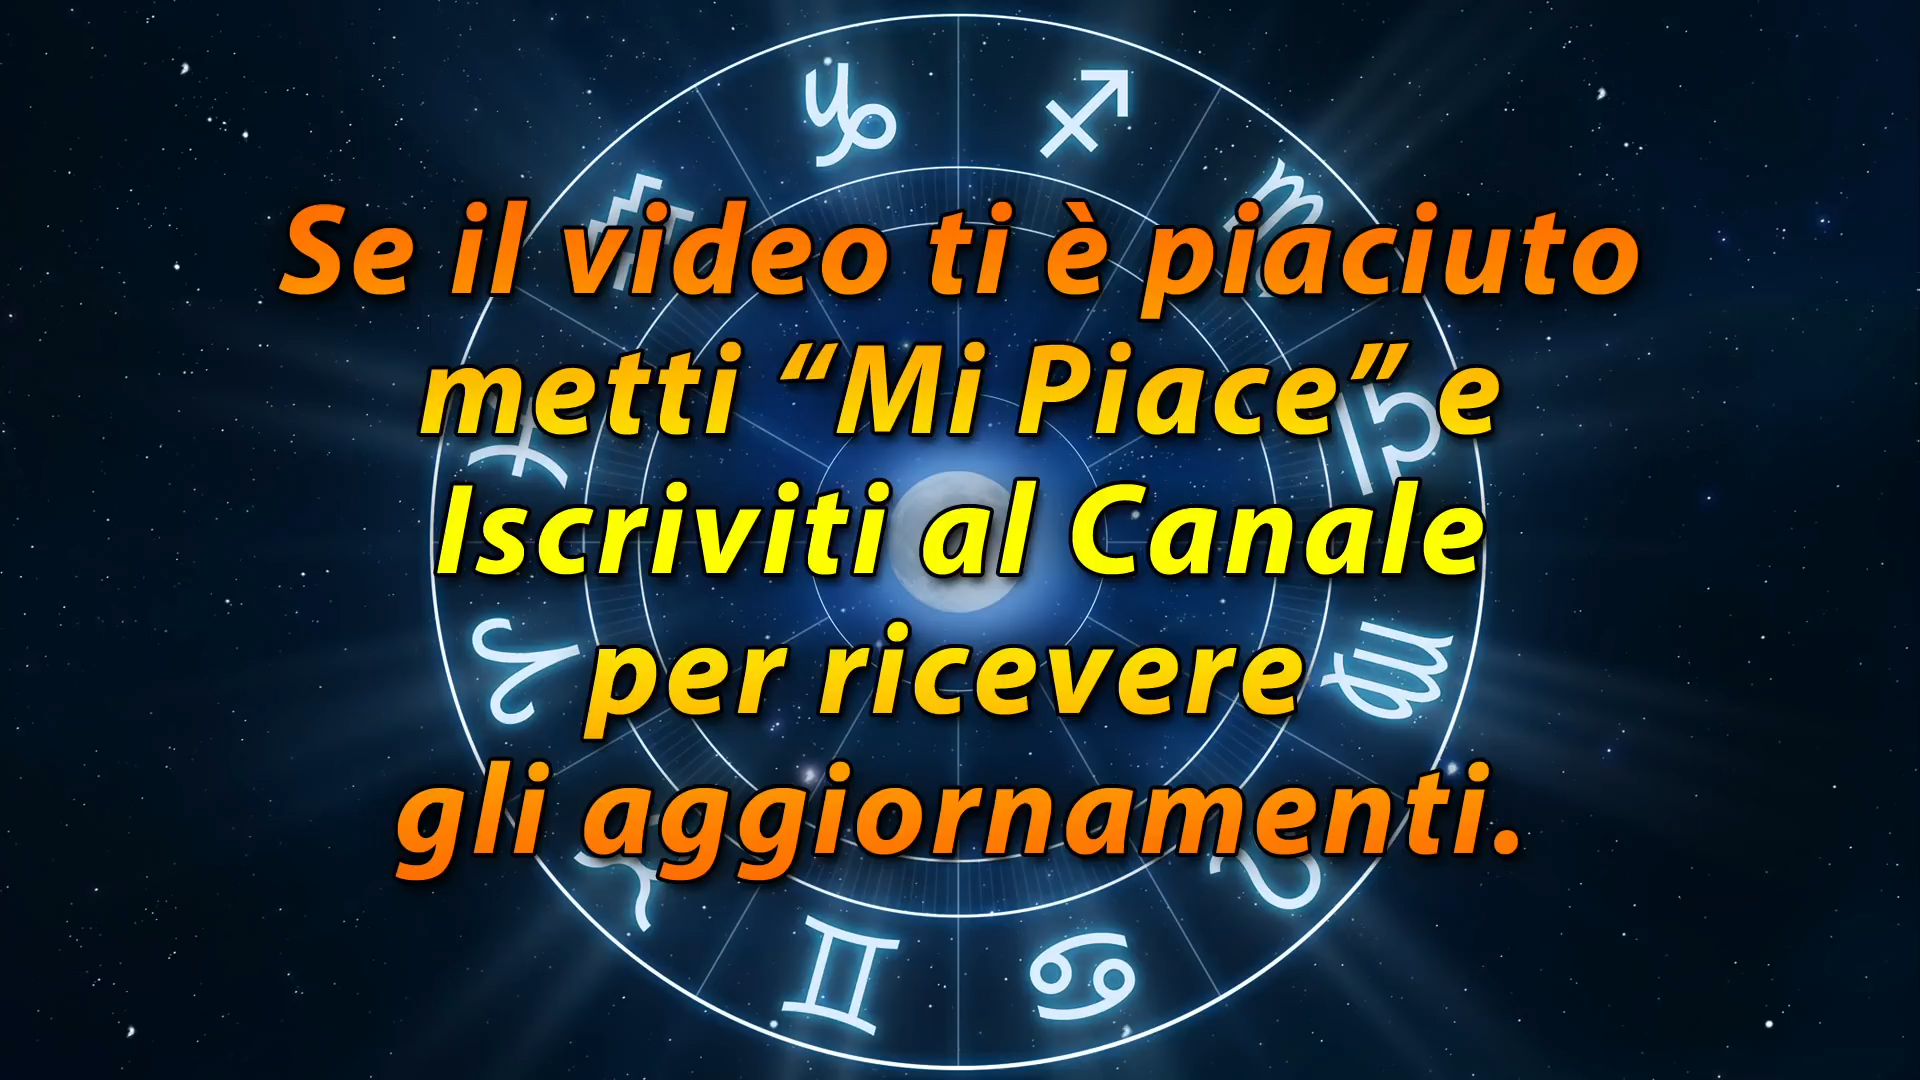 Se il video ti è piaciuto
metti “Mi Piace” e
Iscriviti al Canale
per ricevere
gli aggiornamenti.